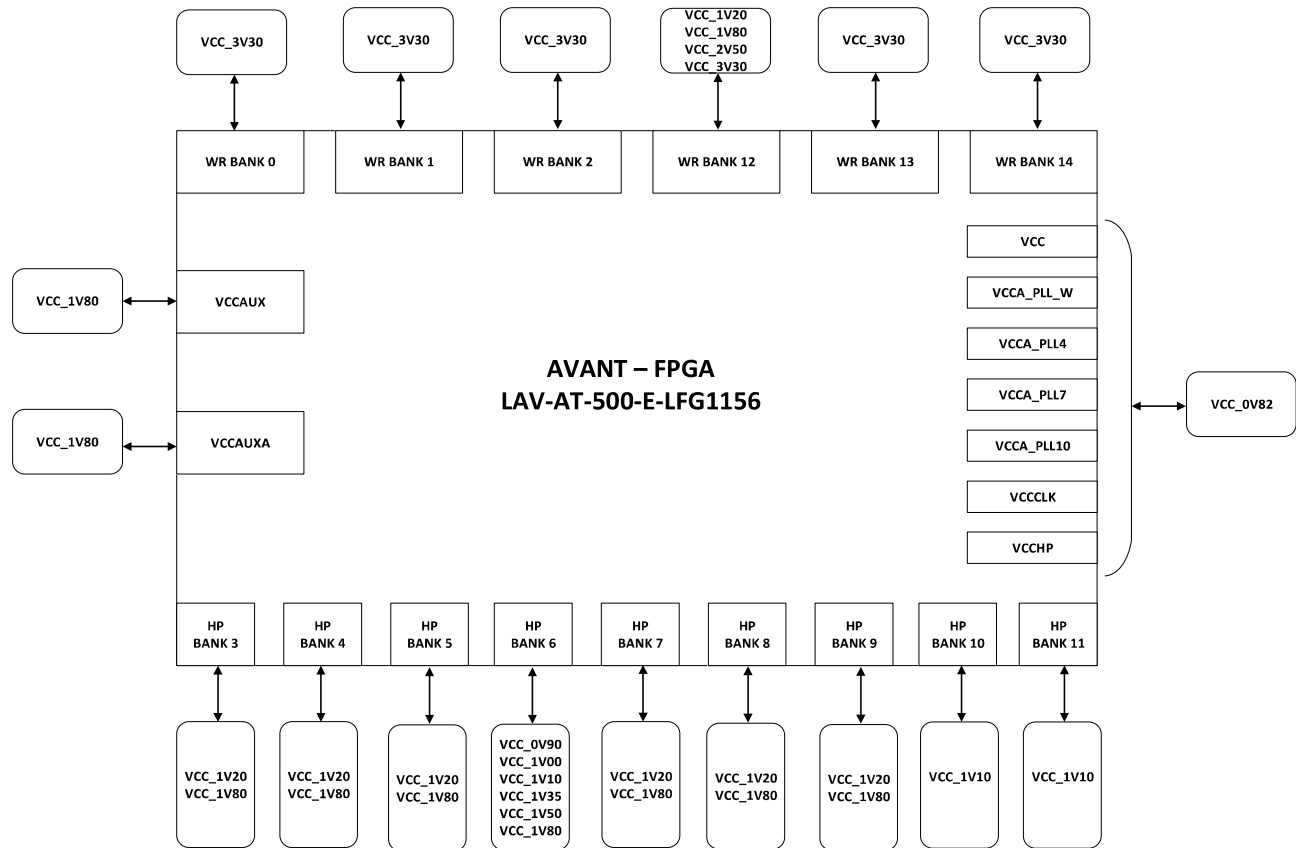 VCC_3V30
VCC_3V30
VCC_3V30
VCC_1V20
VCC_1V80
VCC_2V50
VCC_3V30
VCC_3V30
VCC_3V30
WR BANK 0
WR BANK 1
WR BANK 2
WR BANK 12
WR BANK 13
WR BANK 14
VCC_1V80
VCCAUX
VCC_1V80
VCCAUXA
AVANT – FPGA
LAV-AT-500-E-LFG1156
VCC
VCCA_PLL_W
VCCA_PLL4
VCCA_PLL7
VCCA_PLL10
VCCCLK
VCCHP
VCC_0V82
HP
BANK 3
HP
BANK 4
HP
BANK 5
HP
BANK 6
HP
BANK 7
HP
BANK 8
HP
BANK 9
HP
BANK 10
HP
BANK 11
VCC_1V20
VCC_1V80
VCC_1V20
VCC_1V80
VCC_1V20
VCC_1V80
VCC_0V90
VCC_1V00
VCC_1V10
VCC_1V35
VCC_1V50
VCC_1V80
VCC_1V20
VCC_1V80
VCC_1V20
VCC_1V80
VCC_1V20
VCC_1V80
VCC_1V10
VCC_1V10